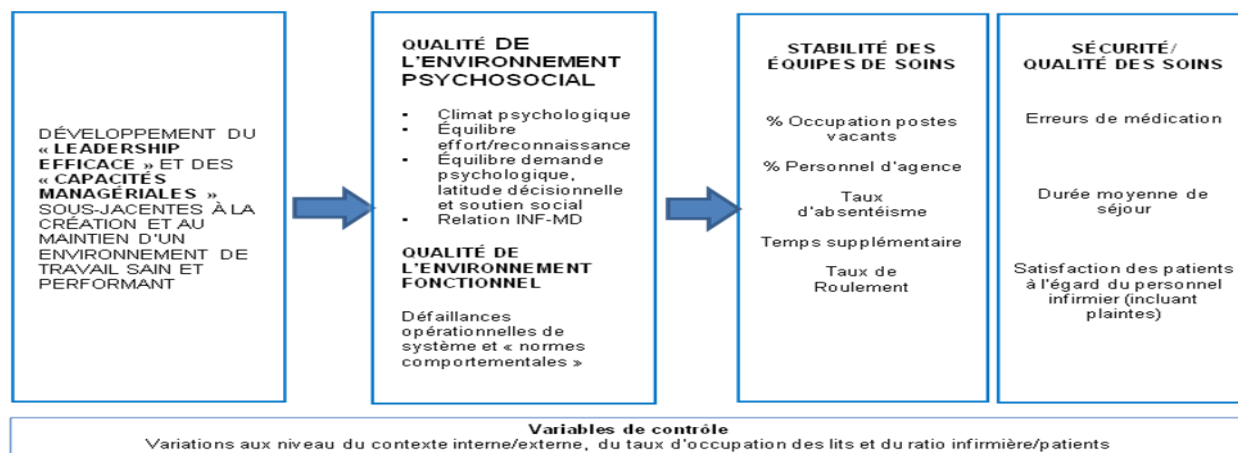 DÉVELOPPEMENT DU
« LEADERSHIP
EFFICACE » ET DES
« CAPACITÉS
MANAGÉRIALES »
SOUS-JACENTES À LA
CRÉATION ET AU
MAINTIEN D'UN
ENVIRONNEMENT DE
TRAVAIL SAIN ET
PERFORMANT
QUALITÉ DE
L'ENVIRONNEMENT
PSYCHOSOCIAL
▪ Climat psychologique
▪ Équilibre
effort/reconnaissance
▪ Équilibre demande
psychologique,
latitude décisionnelle
et soutien social
▪ Relation INF-MD
QUALITÉ DE
L'ENVIRONNEMENT
FONCTIONNEL
Défaillances
opérationnelles de
système et « normes
comportementales »
STABILITÉ DES
ÉQUIPES DE SOINS
% Occupation postes
vacants
% Personnel d'agence
Taux
d'absentéisme
Temps supplémentaire
Taux de
Roulement
SÉCURITÉ/
QUALITÉ DES SOINS
Erreurs de médication
Durée moyenne de
séjour
Satisfaction des patients
à l'égard du personnel
infirmier (incluant
plaintes)
Variables de contrôle
Variations aux niveau du contexte interne/externe, du taux d'occupation des lits et du ratio infirmière/patients